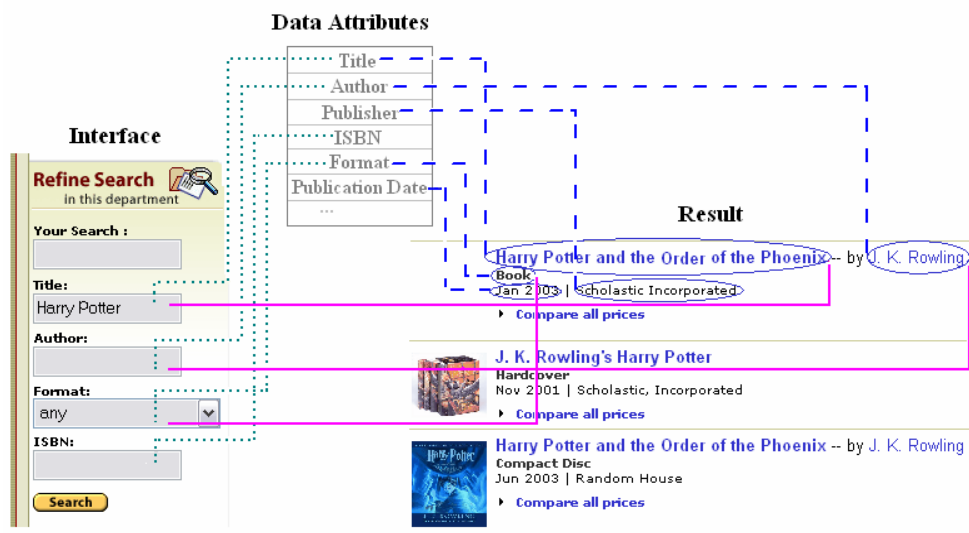 Data Attributes
Title
Author
Publisher
ISBN
Format
Publication Date
...
Interface
Refine Search
in this department
Your Search :
Title:
Harry Potter
Author:
Format:
any
ISBN:
Search
Result
Harry Potter and the Order of the Phoenix -- by J. K. Rowling
Book
Jan 2003 | Scholastic Incorporated
Compare all prices
J. K. Rowling's Harry Potter
Hardcover
Nov 2001 | Scholastic, Incorporated
Compare all prices
Harry Potter and the Order of the Phoenix -- by J. K. Rowling
Compact Disc
Jun 2003 | Random House
Compare all prices
Harry Potter
J. K. ROWLING